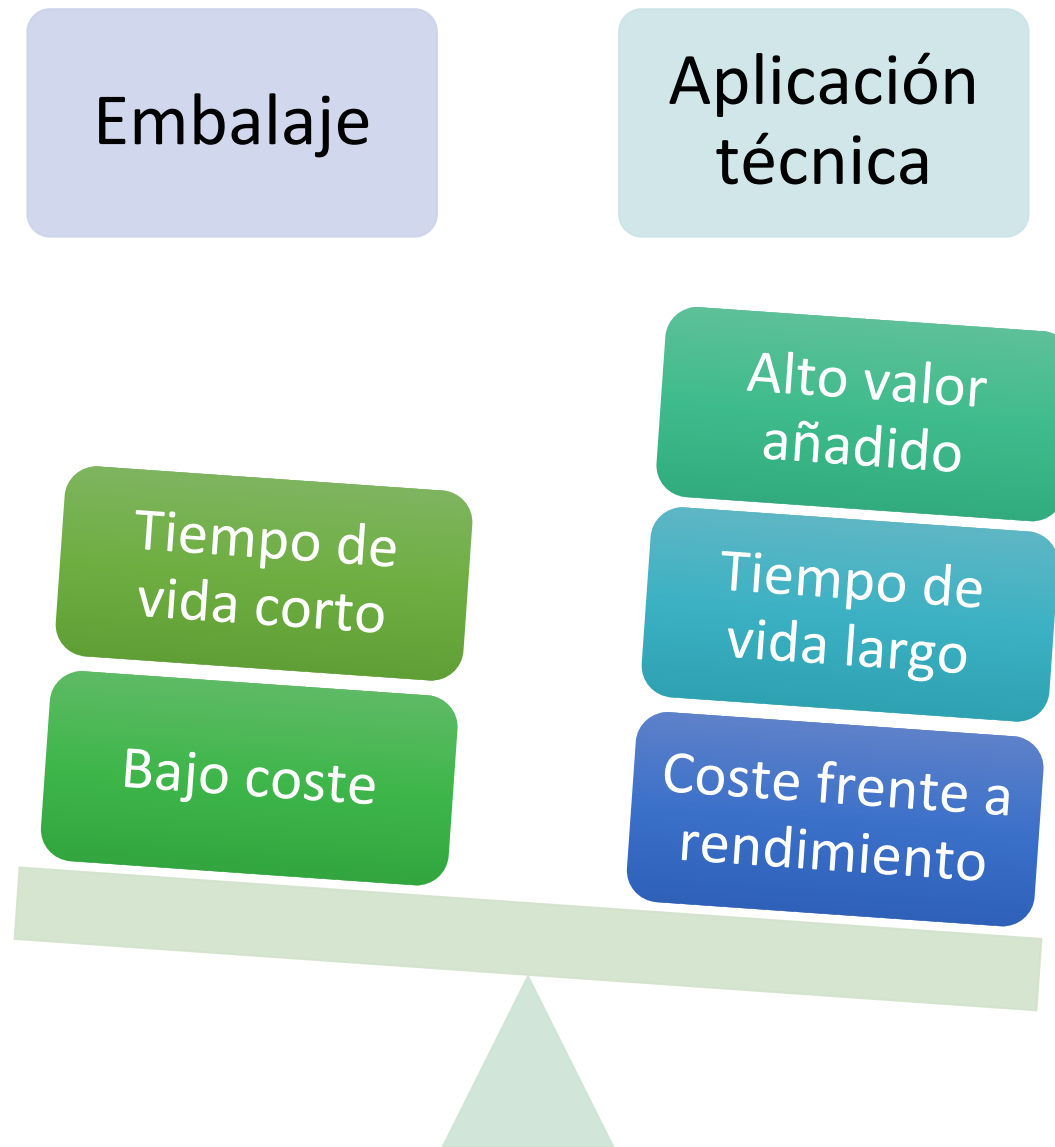 Embalaje
Aplicación
técnica
Tiempo de
vida corto
Bajo coste
Alto valor
añadido
Tiempo de
vida largo
Coste frente a
rendimiento